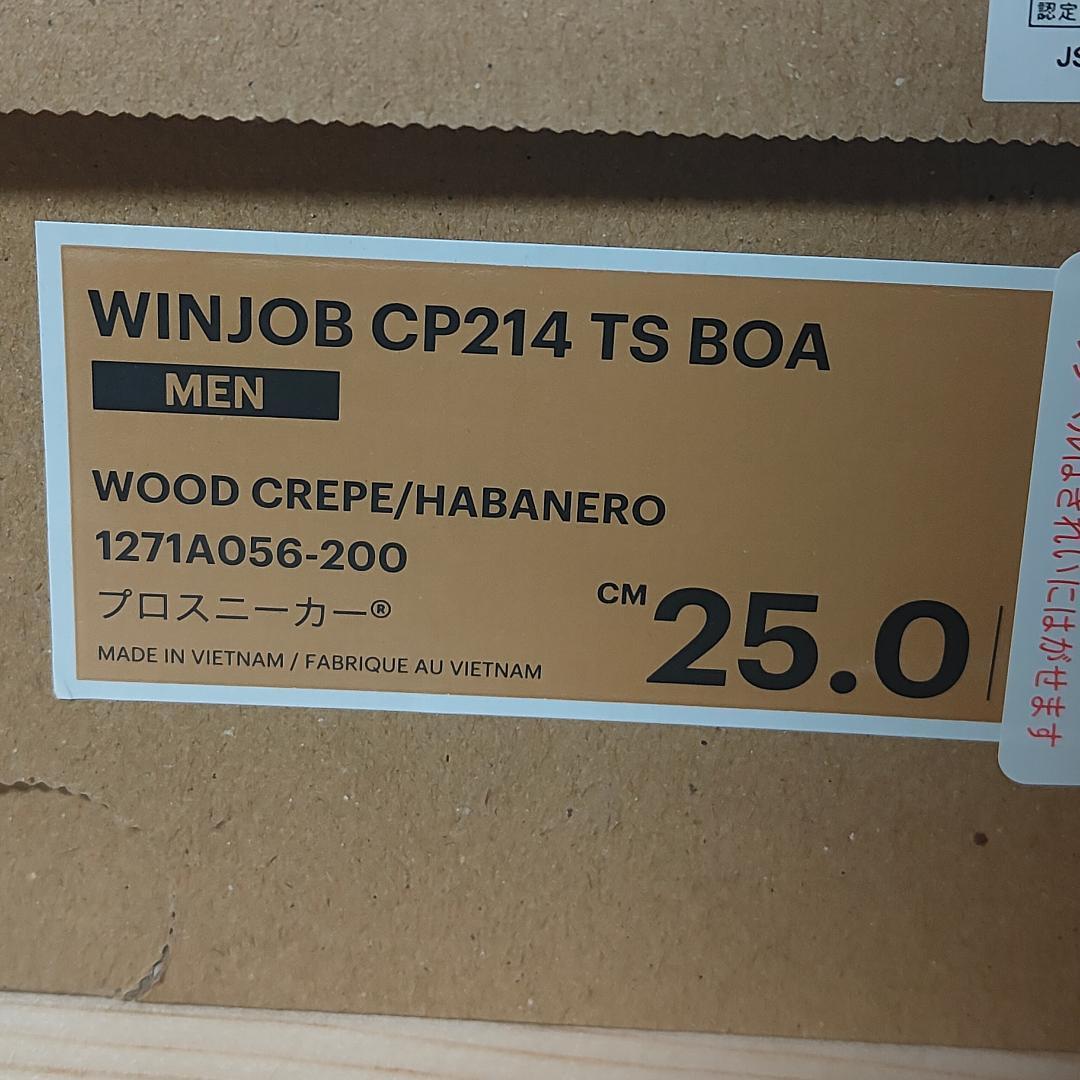 認定
JS
WINJOB CP214 TS BOA
MEN
WOOD CREPE/HABANERO
1271A056-200
プロスニーカー®
MADE IN VIETNAM / FABRIQUE AU VIETNAM
CM 25.0
はきれいにはがせます